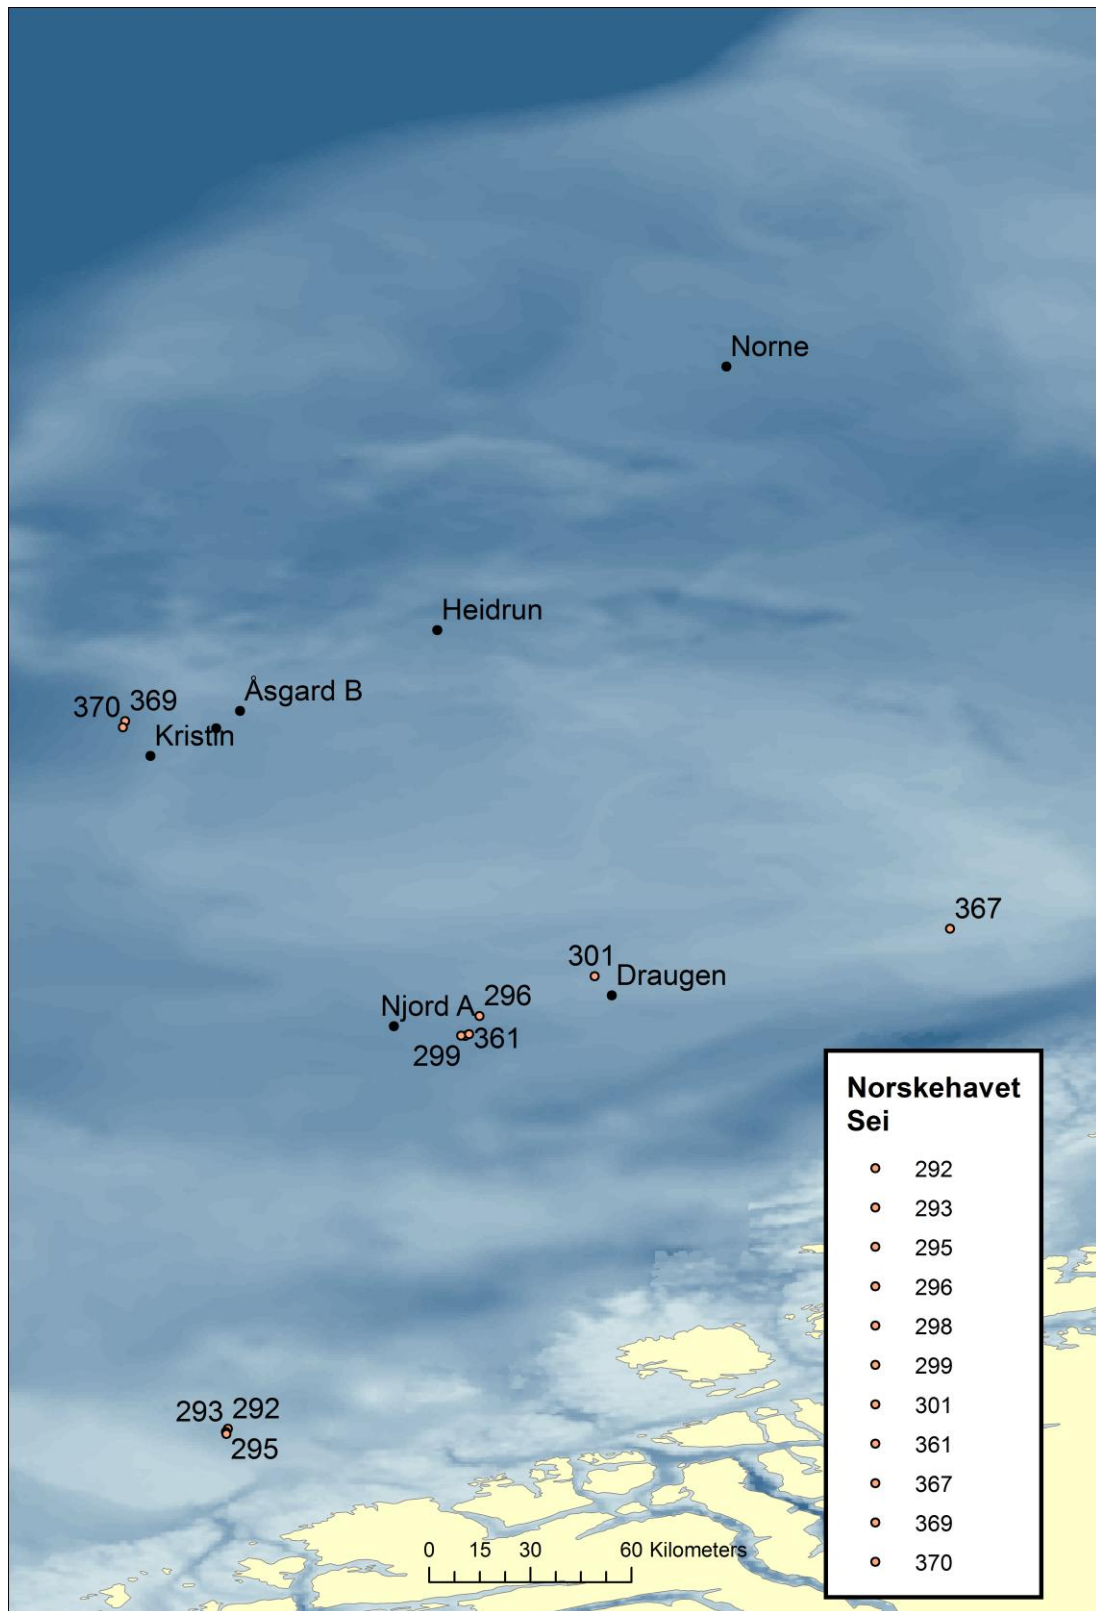 Norne
Heidrun
Åsgard B
370 369
Kristin
367
301
Draugen
Njord A 296
299 361
Norskehavet
Sei
292
293
295
296
298
299
301
361
367
369
370
293 292
295
0 15 30 60 Kilometers